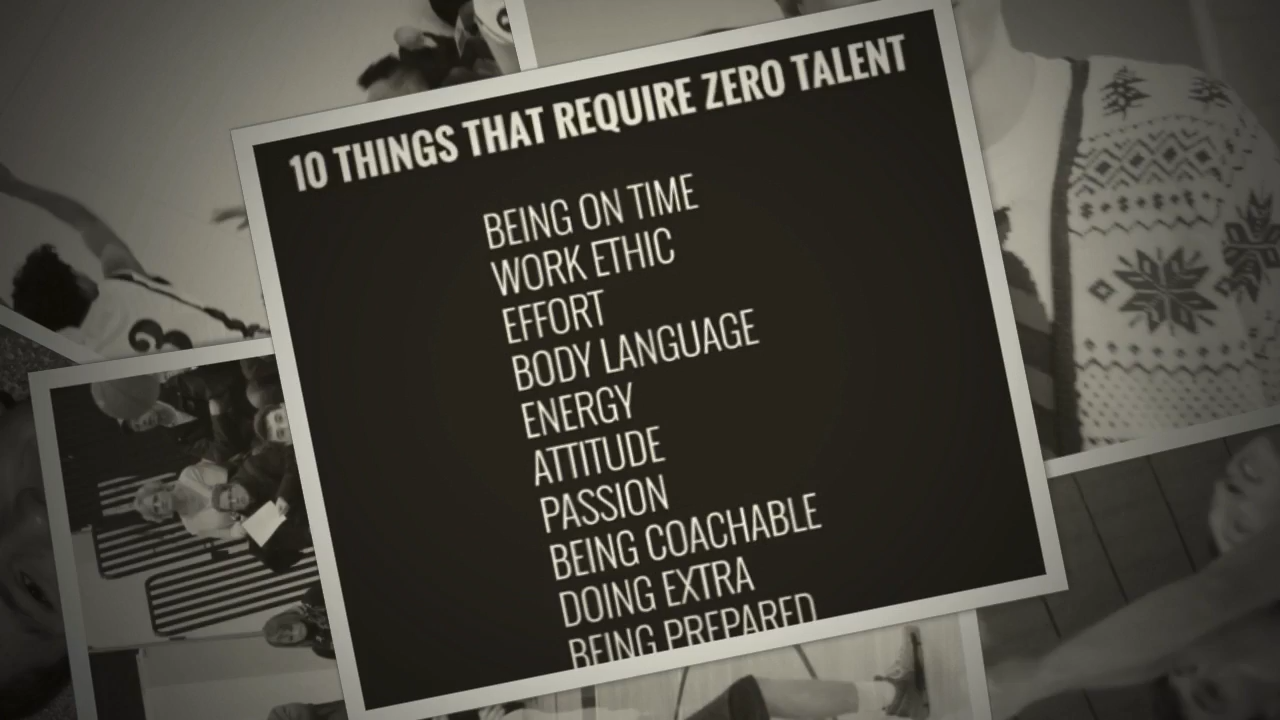 10 THINGS THAT REQUIRE ZERO TALENT
BEING ON TIME
WORK ETHIC
EFFORT
BODY LANGUAGE
ENERGY
ATTITUDE
PASSION
BEING COACHABLE
DOING EXTRA
BEING PREPARED